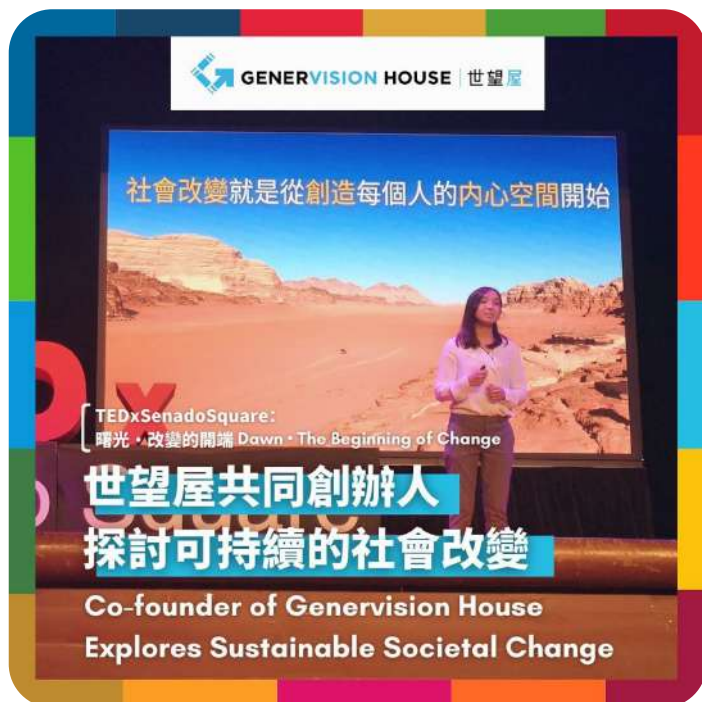 GENERVISION HOUSE 世望屋
社會改變就是從創造每個人的內心空間開始
x
TEDxSenadoSquare:
曙光・改變的開端 Dawn • The Beginning of Change
Square
世望屋共同創辦人
探討可持續的社會改變
Co-founder of Genervision House
Explores Sustainable Societal Change